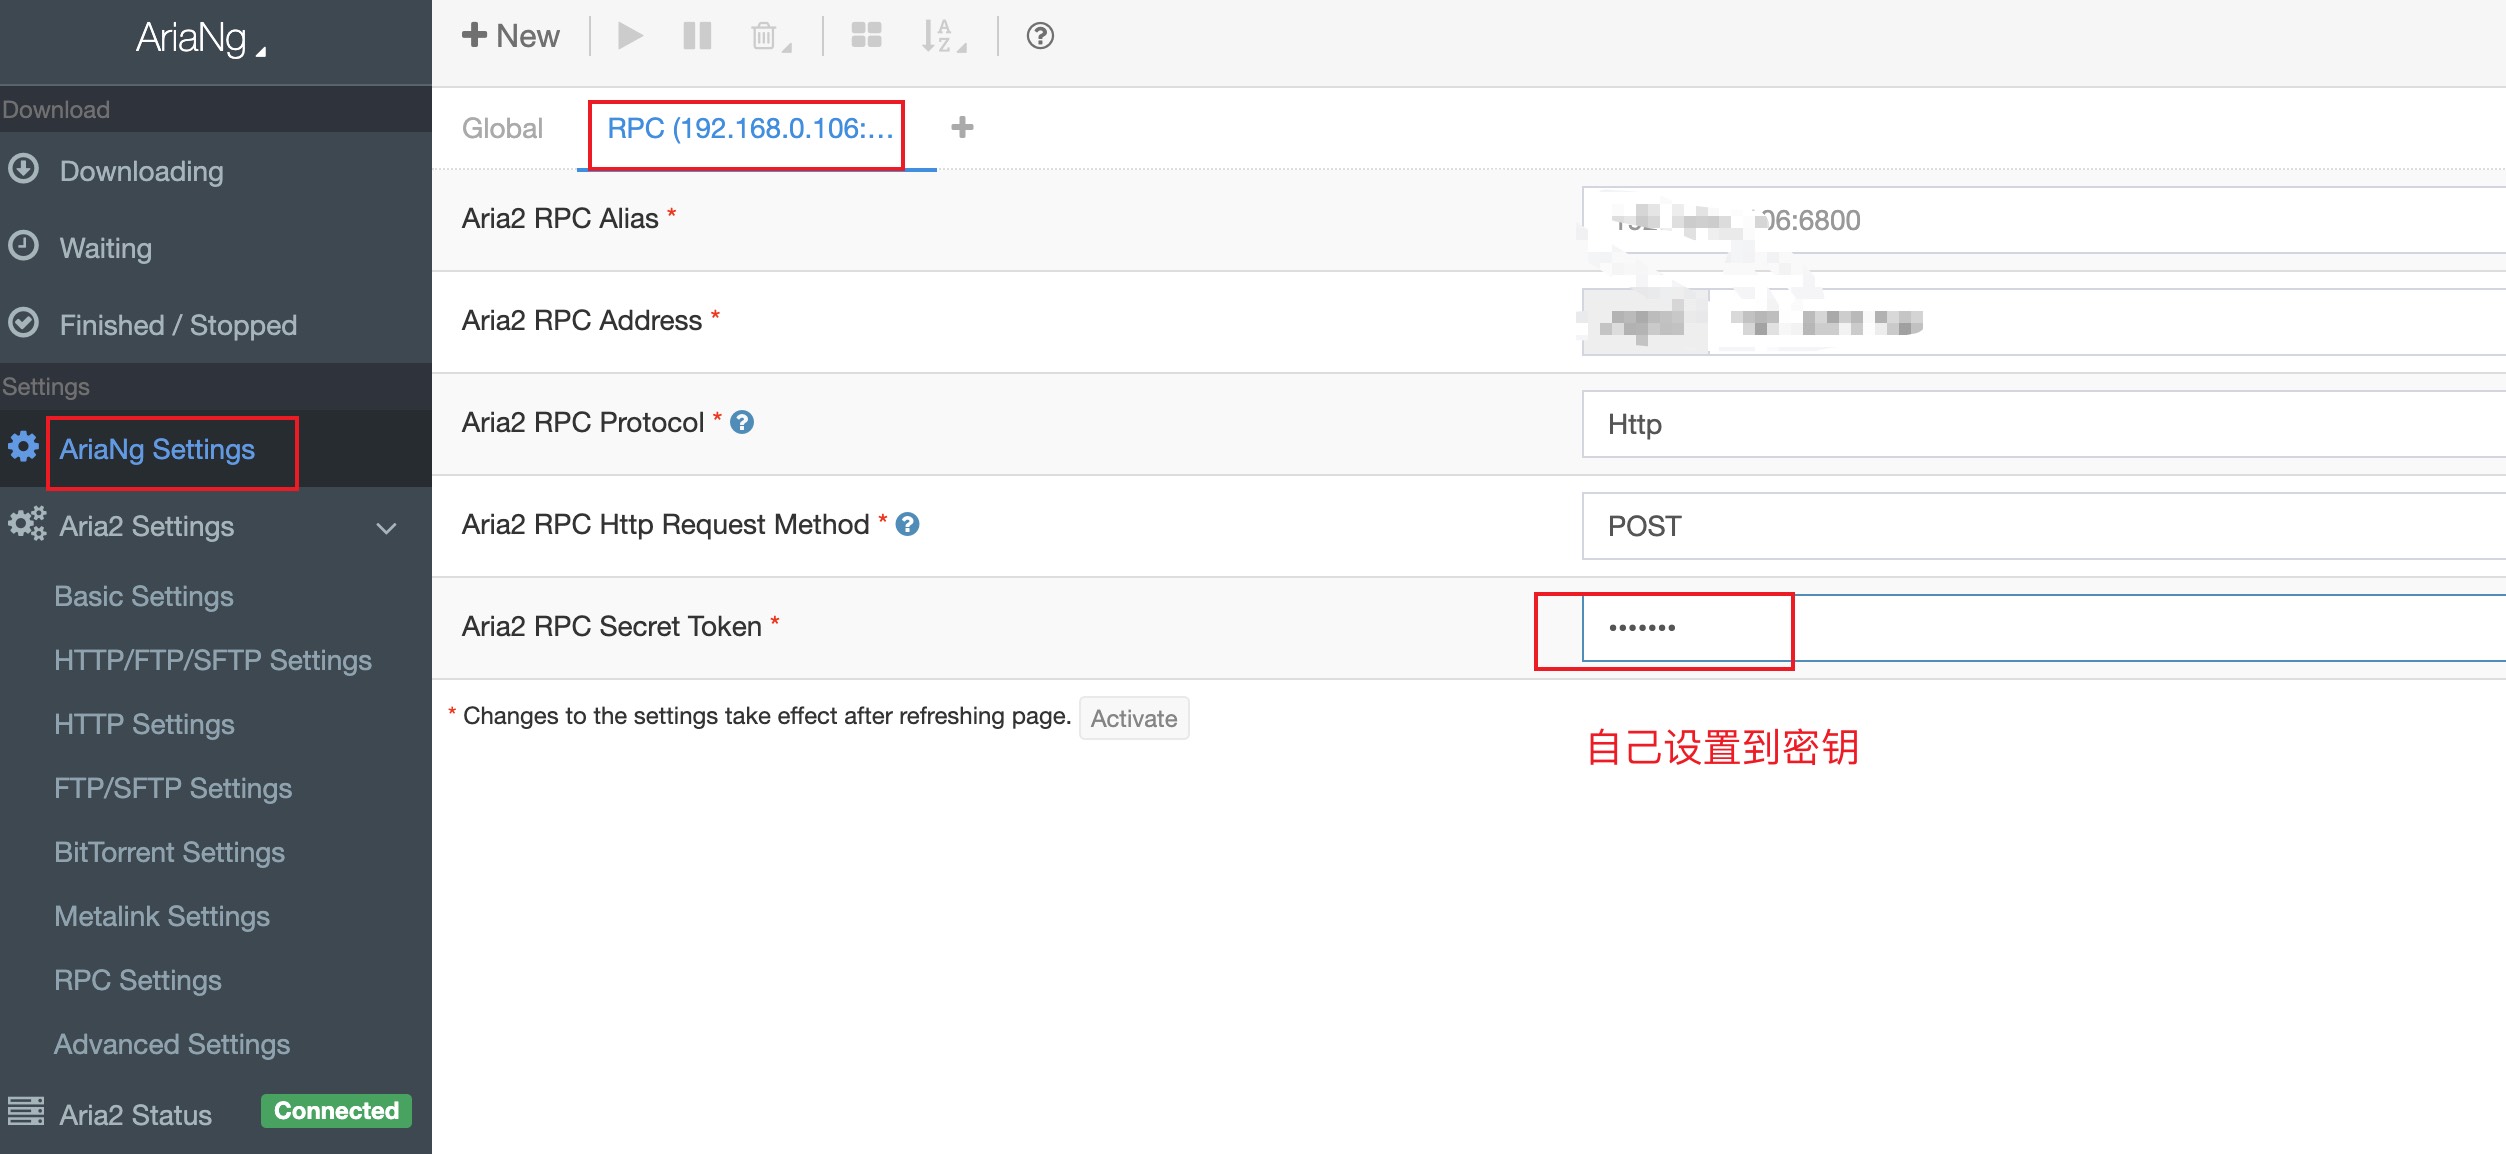 AriaNg
New
Download
Downloading
Waiting
Finished / Stopped
Settings
AriaNg Settings
Aria2 Settings
Basic Settings
HTTP/FTP/SFTP Settings
HTTP Settings
FTP/SFTP Settings
BitTorrent Settings
Metalink Settings
RPC Settings
Advanced Settings
Aria2 Status Connected
Global RPC (192.168.0.106:...
Aria2 RPC Alias * 06:6800
Aria2 RPC Address *
Aria2 RPC Protocol * Http
Aria2 RPC Http Request Method * POST
Aria2 RPC Secret Token * •••••••
* Changes to the settings take effect after refreshing page. Activate
自己设置到密钥